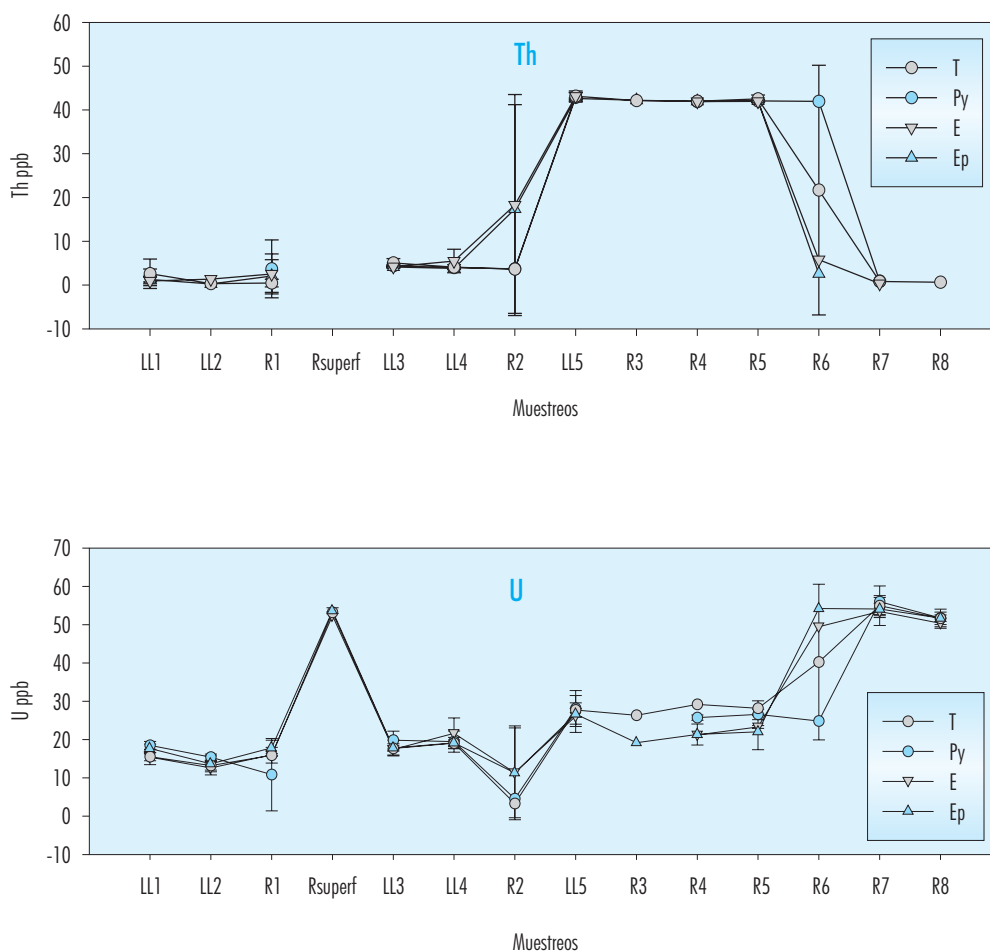 60
50
40
30
20
10
0
-10
Th ppb
Th
T
Py
E
Ep
LL1 LL2 R1 Rsuperf LL3 LL4 R2 LL5 R3 R4 R5 R6 R7 R8
Muestreos
70
60
50
40
30
20
10
0
-10
U ppb
U
T
Py
E
Ep
LL1 LL2 R1 Rsuperf LL3 LL4 R2 LL5 R3 R4 R5 R6 R7 R8
Muestreos